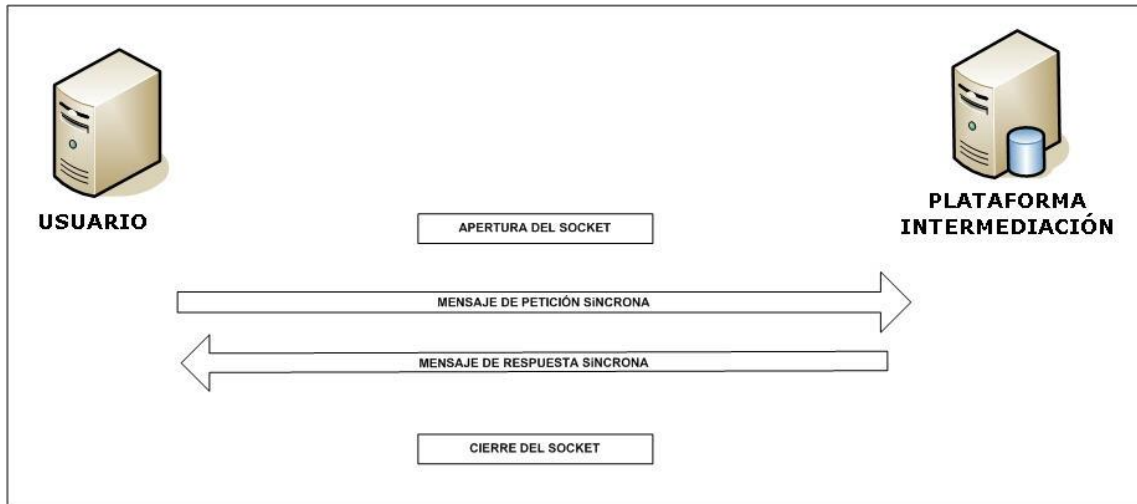 USUARIO
PLATAFORMA
INTERMEDIACIÓN
APERTURA DEL SOCKET
MENSAJE DE PETICIÓN SíNCRONA
MENSAJE DE RESPUESTA SíNCRONA
CIERRE DEL SOCKET